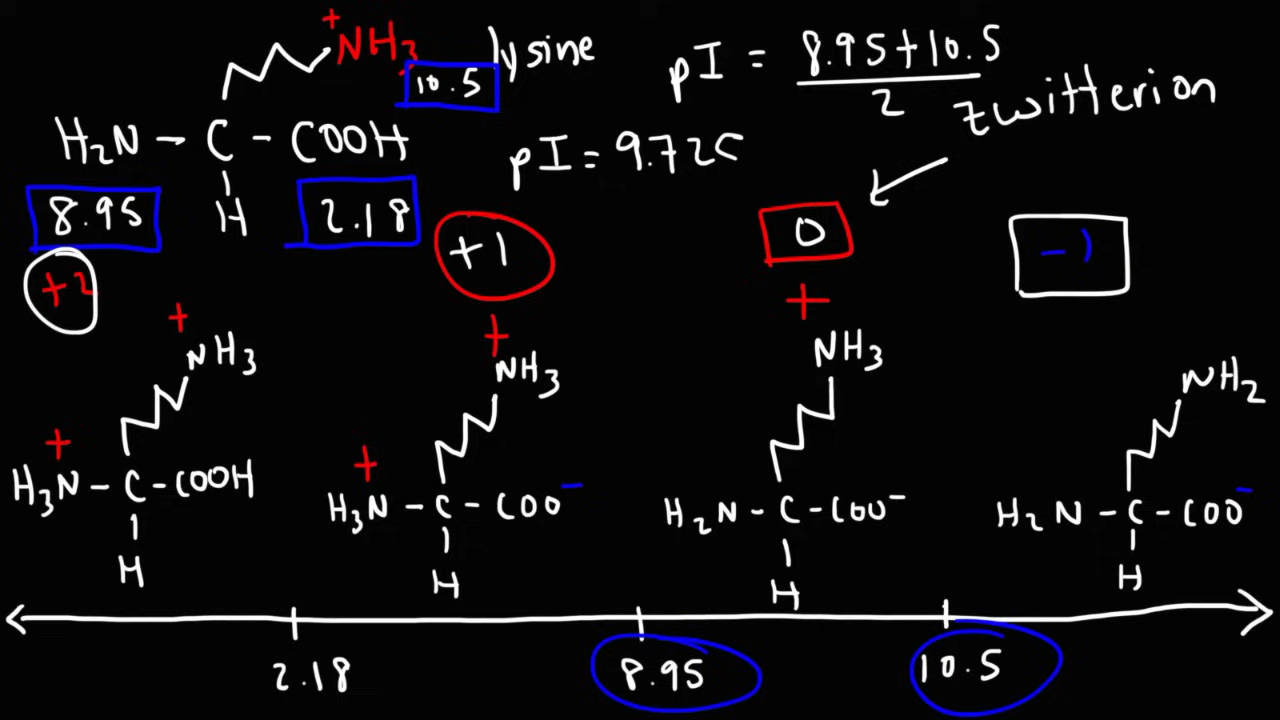 +
NH3
lysine
10.5
pI = 8.95+10.5
2
zwitterion
H2N - C - COOH
pI = 9.725
8.95
H
2.18
+2
+1
0
-1
+
NH3
+
NH3
+
NH3
NH2
+
H3N - C - COOH
H
+
H3N - C - COO-
H
H2N - C - COO-
H
H2N - C - COO-
H
2.18
8.95
10.5